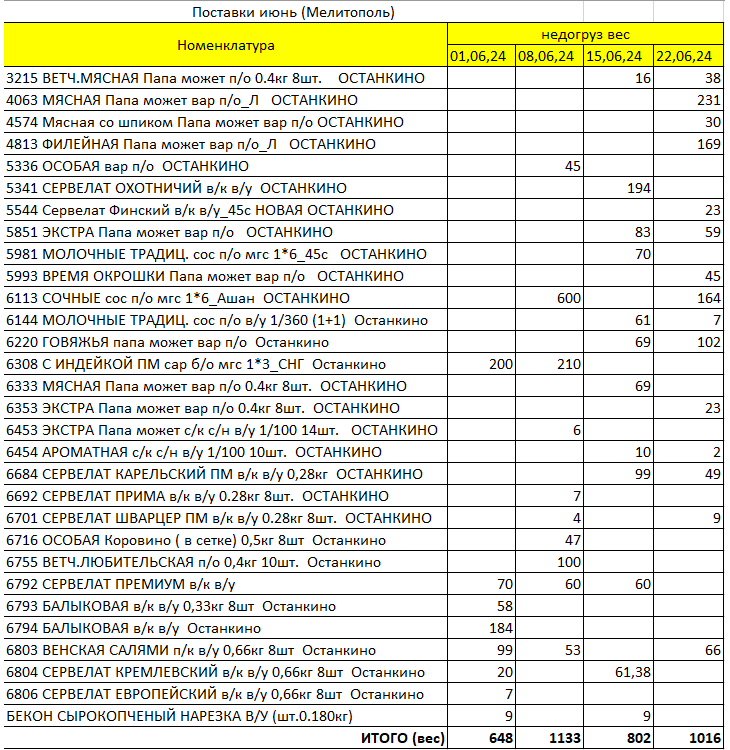 Поставки июнь (Мелитополь)
Номенклатура недогруз вес
01,06,24 08,06,24 15,06,24 22,06,24
3215 ВЕТЧ.МЯСНАЯ Папа может п/о 0.4кг 8шт. ОСТАНКИНО 16 38
4063 МЯСНАЯ Папа может вар п/о_Л ОСТАНКИНО 231
4574 Мясная со шпиком Папа может вар п/о ОСТАНКИНО 30
4813 ФИЛЕЙНАЯ Папа может вар п/о_Л ОСТАНКИНО 169
5336 ОСОБАЯ вар п/о ОСТАНКИНО 45
5341 СЕРВЕЛАТ ОХОТНИЧИЙ в/к в/у ОСТАНКИНО 194
5544 Сервелат Финский в/к в/у_45с НОВАЯ ОСТАНКИНО 23
5851 ЭКСТРА Папа может вар п/о ОСТАНКИНО 83 59
5981 МОЛОЧНЫЕ ТРАДИЦ. сос п/о мгс 1*6_45с ОСТАНКИНО 70
5993 ВРЕМЯ ОКРОШКИ Папа может вар п/о ОСТАНКИНО 45
6113 СОЧНЫЕ сос п/о мгс 1*6_Ашан ОСТАНКИНО 600 164
6144 МОЛОЧНЫЕ ТРАДИЦ. сос п/о в/у 1/360 (1+1) Останкино 61 7
6220 ГОВЯЖЬЯ папа может вар п/о Останкино 69 102
6308 С ИНДЕЙКОЙ ПМ сар б/о мгс 1*3_СНГ Останкино 200 210
6333 МЯСНАЯ Папа может вар п/о 0.4кг 8шт. ОСТАНКИНО 69
6353 ЭКСТРА Папа может вар п/о 0.4кг 8шт. ОСТАНКИНО 23
6453 ЭКСТРА Папа может с/к с/н в/у 1/100 14шт. ОСТАНКИНО 6
6454 АРОМАТНАЯ с/к с/н в/у 1/100 10шт. ОСТАНКИНО 10 2
6684 СЕРВЕЛАТ КАРЕЛЬСКИЙ ПМ в/к в/у 0,28кг ОСТАНКИНО 99 49
6692 СЕРВЕЛАТ ПРИМА в/к в/у 0.28кг 8шт. ОСТАНКИНО 7
6701 СЕРВЕЛАТ ШВАРЦЕР ПМ в/к в/у 0.28кг 8шт. ОСТАНКИНО 4 9
6716 ОСОБАЯ Коровино ( в сетке) 0,5кг 8шт Останкино 47
6755 ВЕТЧ.ЛЮБИТЕЛЬСКАЯ п/о 0,4кг 10шт. Останкино 100
6792 СЕРВЕЛАТ ПРЕМИУМ в/к в/у 70 60 60
6793 БАЛЫКОВАЯ в/к в/у 0,33кг 8шт Останкино 58
6794 БАЛЫКОВАЯ в/к в/у Останкино 184
6803 ВЕНСКАЯ САЛЯМИ п/к в/у 0,66кг 8шт Останкино 99 53 66
6804 СЕРВЕЛАТ КРЕМЛЕВСКИЙ в/к в/у 0,66кг 8шт Останкино 20 61,38
6806 СЕРВЕЛАТ ЕВРОПЕЙСКИЙ в/к в/у 0,66кг 8шт Останкино 7
БЕКОН СЫРОКОПЧЕНЫЙ НАРЕЗКА В/У (шт.0.180кг) 9 9
ИТОГО (вес) 648 1133 802 1016